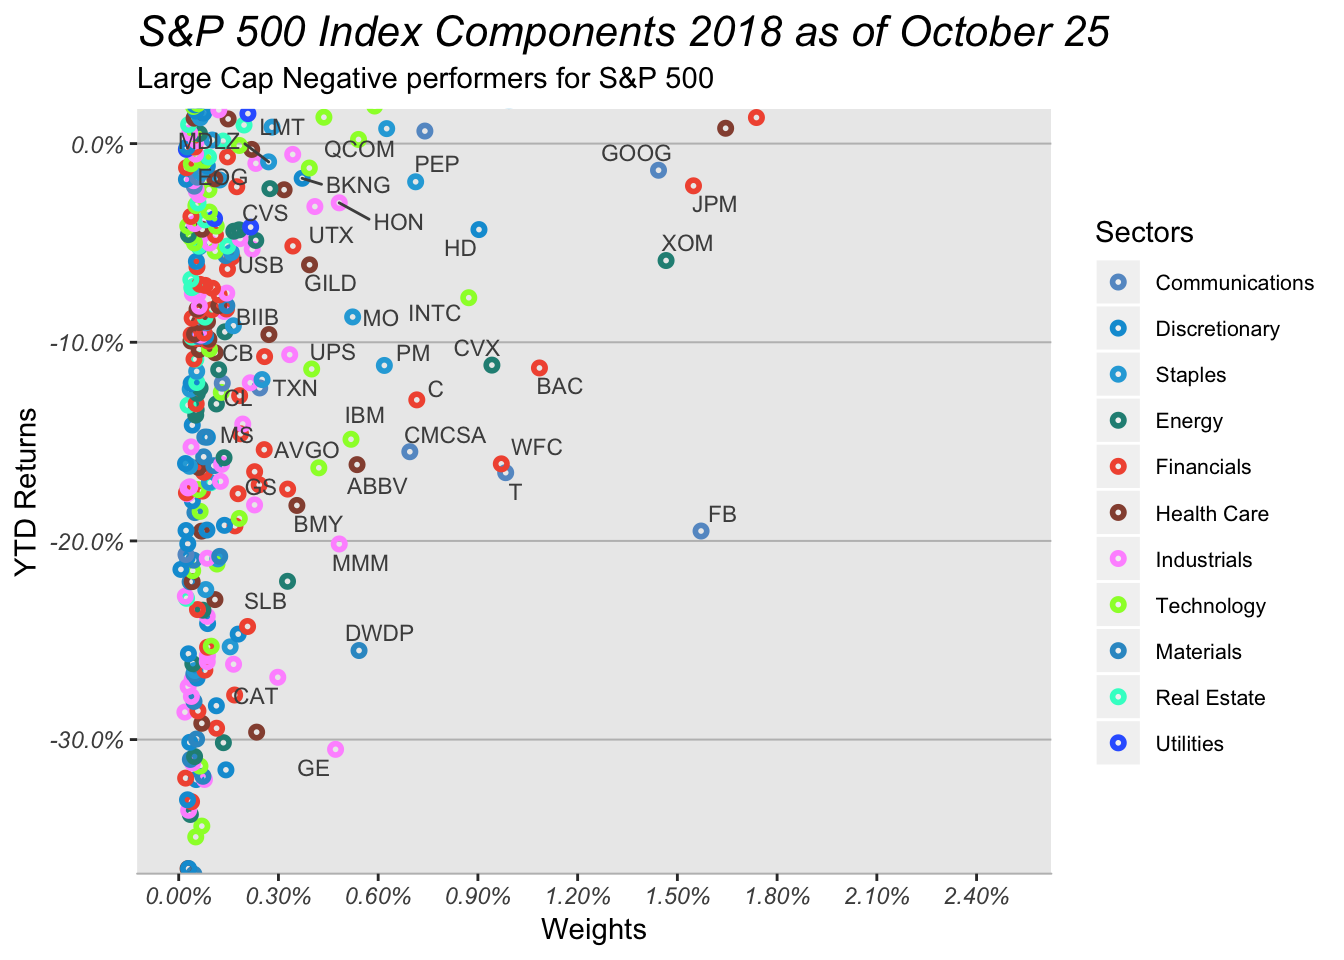 S&P 500 Index Components 2018 as of October 25
Large Cap Negative performers for S&P 500
YTD Returns
0.0%
-10.0%
-20.0%
-30.0%
MDLZ
LMT
QCOM
PEP
GOOG
EOG
BKNG
JPM
CVS
HON
UTX
HD
XOM
USB
GILD
BIIB
MO
INTC
CB
UPS
PM
CVX
CL
TXN
C
BAC
IBM
MS
AVGO
CMCSA
WFC
GS
ABBV
T
BMY
FB
MMM
SLB
DWDP
CAT
GE
0.00%
0.30%
0.60%
0.90%
1.20%
1.50%
1.80%
2.10%
2.40%
Weights
Sectors
Communications
Discretionary
Staples
Energy
Financials
Health Care
Industrials
Technology
Materials
Real Estate
Utilities